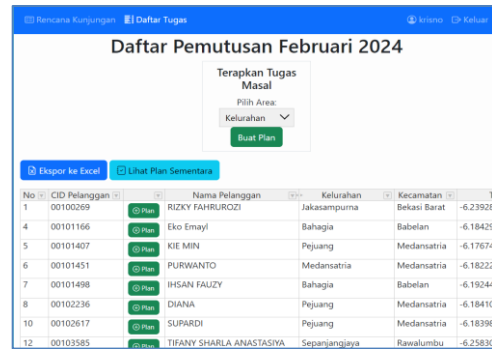 Rencana Kunjungan Daftar Tugas krisno Keluar
Daftar Pemutusan Februari 2024
Terapkan Tugas
Masal
Pilih Area:
Kelurahan
Buat Plan
Ekspor ke Excel Lihat Plan Sementara
No CID Pelanggan Nama Pelanggan Kelurahan Kecamatan
1 00100269 Plan RIZKY FAHRUROZI Jakasampurna Bekasi Barat -6.23928
4 00101166 Plan Eko Emayl Bahagia Babelan -6.18429
5 00101407 Plan KIE MIN Pejuang Medansatria -6.17674
6 00101451 Plan PURWANTO Medansatria Medansatria -6.18222
7 00101498 Plan IHSAN FAUZY Bahagia Babelan -6.19244
8 00102236 Plan DIANA Pejuang Medansatria -6.18410
10 00102617 Plan SUPARDI Pejuang Medansatria -6.18398
12 00103585 Plan TIFANY SHARLA ANASTASIYA Sepanjangjaya Rawalumbu -6.25830